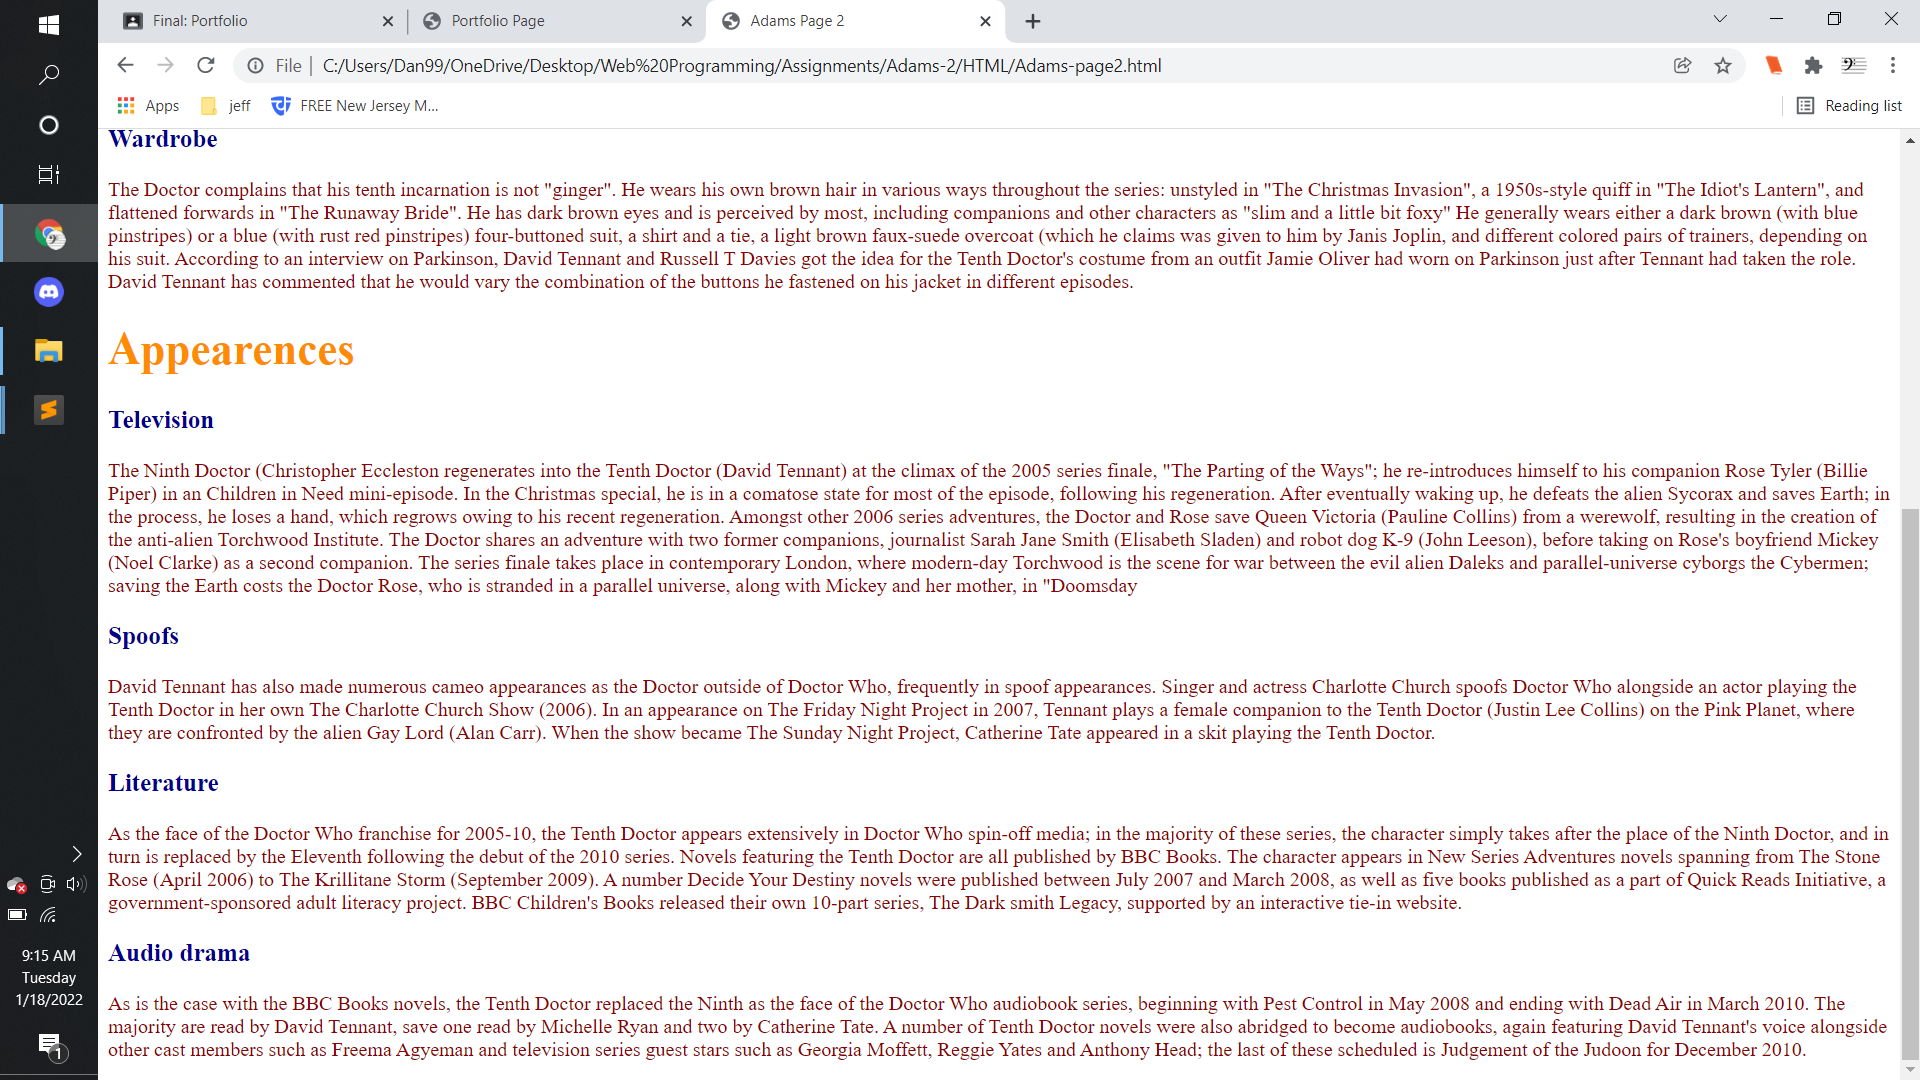 Final: Portfolio
Portfolio Page
Adams Page 2
File
C:/Users/Dan99/OneDrive/Desktop/Web%20Programming/Assignments/Adams-2/HTML/Adams-page2.html
Apps
jeff
FREE New Jersey M...
Reading list
Wardrobe
The Doctor complains that his tenth incarnation is not "ginger". He wears his own brown hair in various ways throughout the series: unstyled in "The Christmas Invasion", a 1950s-style quiff in "The Idiot's Lantern", and
flattened forwards in "The Runaway Bride". He has dark brown eyes and is perceived by most, including companions and other characters as "slim and a little bit foxy" He generally wears either a dark brown (with blue
pinstripes) or a blue (with rust red pinstripes) four-buttoned suit, a shirt and a tie, a light brown faux-suede overcoat (which he claims was given to him by Janis Joplin, and different colored pairs of trainers, depending on
his suit. According to an interview on Parkinson, David Tennant and Russell T Davies got the idea for the Tenth Doctor's costume from an outfit Jamie Oliver had worn on Parkinson just after Tennant had taken the role.
David Tennant has commented that he would vary the combination of the buttons he fastened on his jacket in different episodes.
Appearences
Television
The Ninth Doctor (Christopher Eccleston regenerates into the Tenth Doctor (David Tennant) at the climax of the 2005 series finale, "The Parting of the Ways"; he re-introduces himself to his companion Rose Tyler (Billie
Piper) in an Children in Need mini-episode. In the Christmas special, he is in a comatose state for most of the episode, following his regeneration. After eventually waking up, he defeats the alien Sycorax and saves Earth; in
the process, he loses a hand, which regrows owing to his recent regeneration. Amongst other 2006 series adventures, the Doctor and Rose save Queen Victoria (Pauline Collins) from a werewolf, resulting in the creation of
the anti-alien Torchwood Institute. The Doctor shares an adventure with two former companions, journalist Sarah Jane Smith (Elisabeth Sladen) and robot dog K-9 (John Leeson), before taking on Rose's boyfriend Mickey
(Noel Clarke) as a second companion. The series finale takes place in contemporary London, where modern-day Torchwood is the scene for war between the evil alien Daleks and parallel-universe cyborgs the Cybermen;
saving the Earth costs the Doctor Rose, who is stranded in a parallel universe, along with Mickey and her mother, in "Doomsday
Spoofs
David Tennant has also made numerous cameo appearances as the Doctor outside of Doctor Who, frequently in spoof appearances. Singer and actress Charlotte Church spoofs Doctor Who alongside an actor playing the
Tenth Doctor in her own The Charlotte Church Show (2006). In an appearance on The Friday Night Project in 2007, Tennant plays a female companion to the Tenth Doctor (Justin Lee Collins) on the Pink Planet, where
they are confronted by the alien Gay Lord (Alan Carr). When the show became The Sunday Night Project, Catherine Tate appeared in a skit playing the Tenth Doctor.
Literature
As the face of the Doctor Who franchise for 2005-10, the Tenth Doctor appears extensively in Doctor Who spin-off media; in the majority of these series, the character simply takes after the place of the Ninth Doctor, and in
turn is replaced by the Eleventh following the debut of the 2010 series. Novels featuring the Tenth Doctor are all published by BBC Books. The character appears in New Series Adventures novels spanning from The Stone
Rose (April 2006) to The Krillitane Storm (September 2009). A number Decide Your Destiny novels were published between July 2007 and March 2008, as well as five books published as a part of Quick Reads Initiative, a
government-sponsored adult literacy project. BBC Children's Books released their own 10-part series, The Dark smith Legacy, supported by an interactive tie-in website.
Audio drama
As is the case with the BBC Books novels, the Tenth Doctor replaced the Ninth as the face of the Doctor Who audiobook series, beginning with Pest Control in May 2008 and ending with Dead Air in March 2010. The
majority are read by David Tennant, save one read by Michelle Ryan and two by Catherine Tate. A number of Tenth Doctor novels were also abridged to become audiobooks, again featuring David Tennant's voice alongside
other cast members such as Freema Agyeman and television series guest stars such as Georgia Moffett, Reggie Yates and Anthony Head; the last of these scheduled is Judgement of the Judoon for December 2010.
9:15 AM
Tuesday
1/18/2022
1